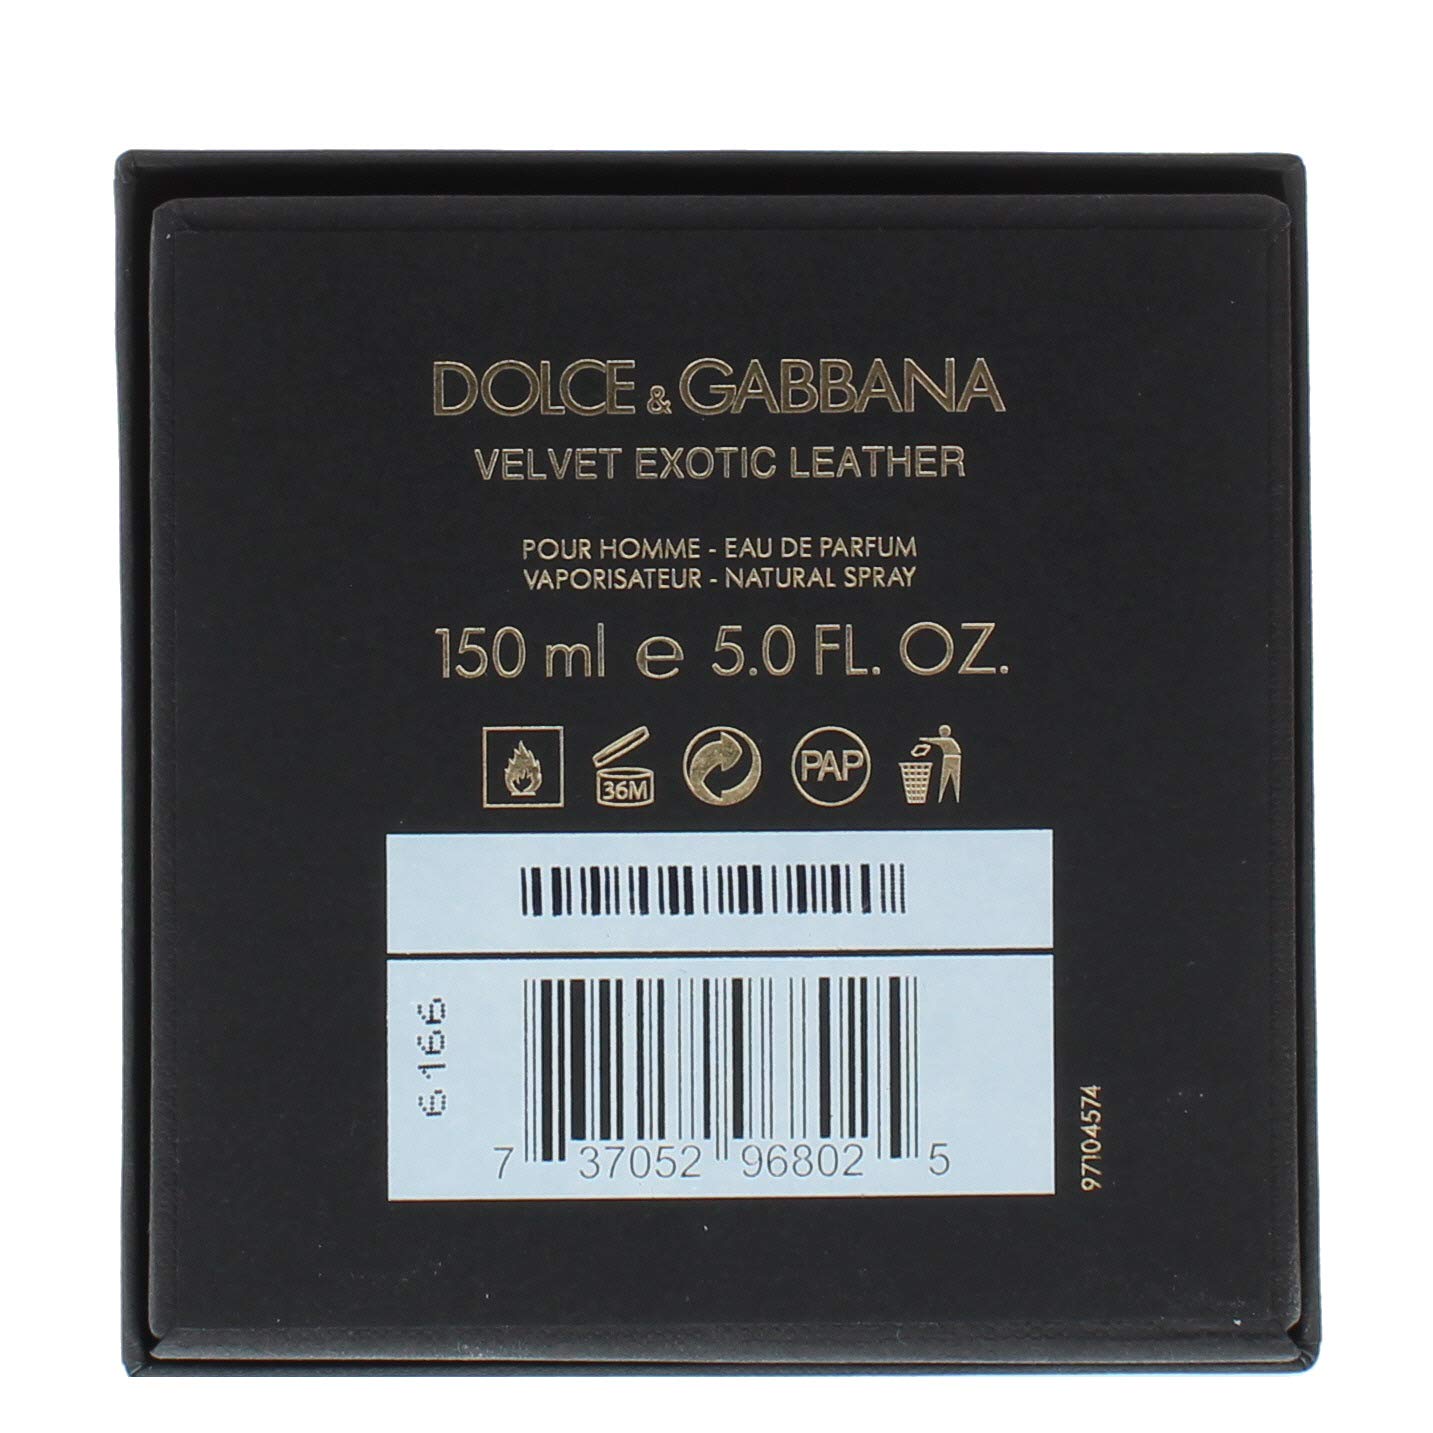 DOLCE & GABBANA
VELVET EXOTIC LEATHER
POUR HOMME - EAU DE PARFUM
VAPORISATEUR - NATURAL SPRAY
150 ml e 5.0 FL. OZ.
36M
PAP
6166
7 37052 96802 5
97104574